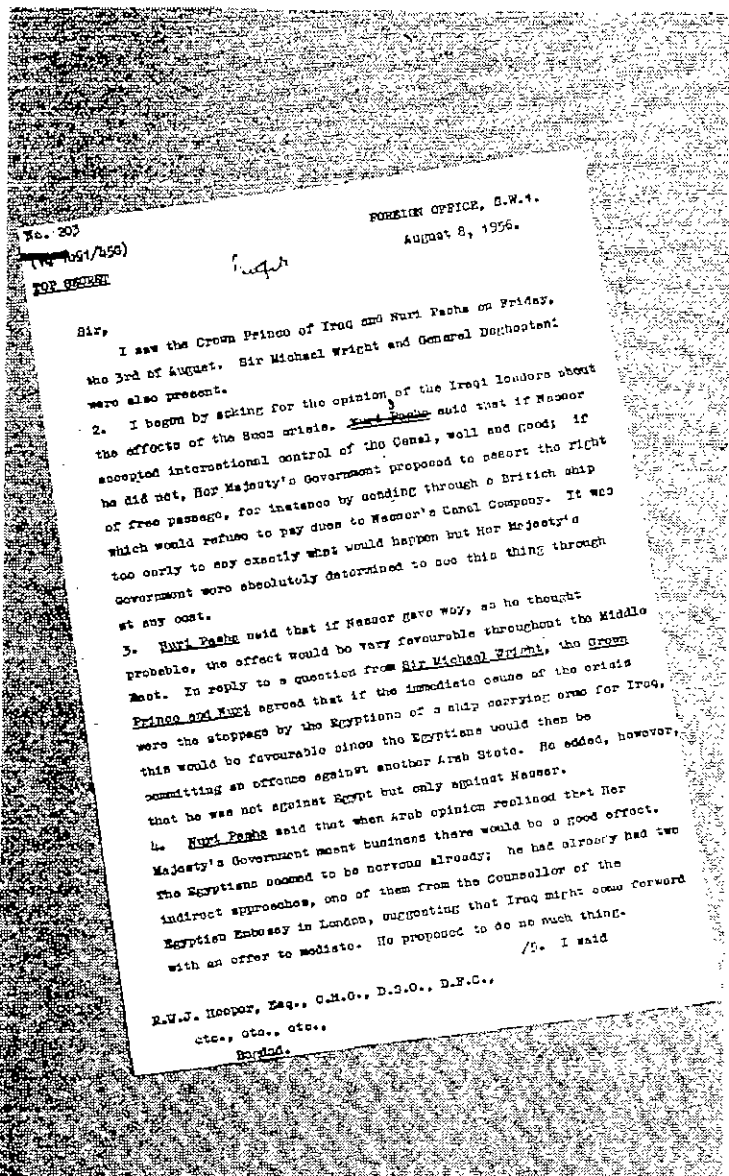 No. 203
FOREIGN OFFICE, S.W.1.
August 8, 1956.
TOP SECRET
Sir,
I saw the Crown Prince of Iraq and Nuri Pasha on Friday,
the 3rd of August. Sir Michael Wright and General Daghestani
were also present.
2. I began by asking for the opinion of the Iraqi leaders about
the effects of the Suez crisis. Nuri Pasha said that if Nasser
accepted international control of the Canal, well and good; if
he did not, Her Majesty's Government proposed to assert the right
of free passage, for instance by sending through a British ship
which would refuse to pay dues to Nasser's Canal Company. It was
too early to say exactly what would happen but Her Majesty's
Government were absolutely determined to see this thing through
at any cost.
3. Nuri Pasha said that if Nasser gave way, as he thought
probable, the effect would be very favourable throughout the Middle
East. In reply to a question from Sir Michael Wright, the Crown
Prince and Nuri agreed that if the immediate cause of the crisis
were the stoppage by the Egyptians of a ship carrying arms for Iraq,
this would be favourable since the Egyptians would then be
committing an offence against another Arab State. He added, however,
that he was not against Egypt but only against Nasser.
4. Nuri Pasha said that when Arab opinion realised that Her
Majesty's Government meant business there would be a good effect.
The Egyptians seemed to be nervous already; he had already had two
indirect approaches, one of them from the Counsellor of the
Egyptian Embassy in London, suggesting that Iraq might come forward
with an offer to mediate. He proposed to do no such thing.
/5. I said
R.W.J. Hooper, Esq., C.M.G., D.S.O., D.F.C.,
etc., etc., etc.,
Bagdad.